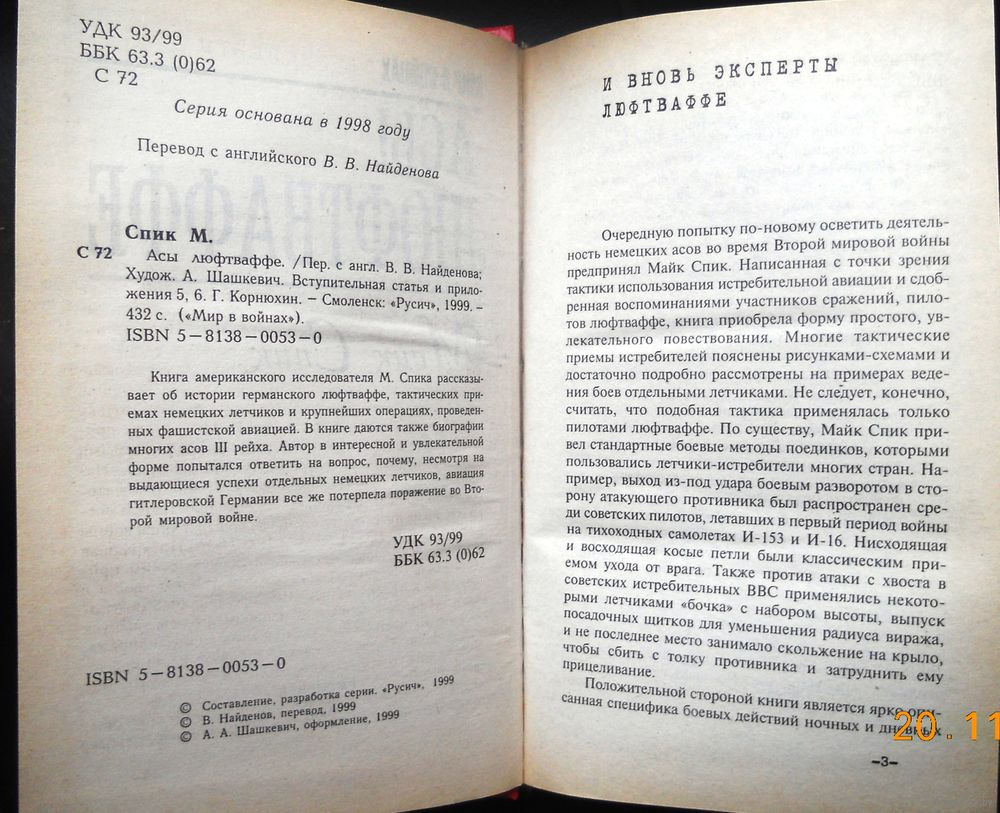 УДК 93/99
ББК 63.3 (0)62
С 72
Серия основана в 1998 году
Перевод с английского В. В. Найденова
Спик М.
С 72 Асы люфтваффе. /Пер. с англ. В. В. Найденова;
Худож. А. Шашкевич. Вступительная статья и прило-
жения 5, 6. Г. Корнюхин. – Смоленск: «Русич», 1999. –
432 с. («Мир в войнах»).
ISBN 5–8138–0053–0
Книга американского исследователя М. Спика рассказы-
вает об истории германского люфтваффе, тактических при-
емах немецких летчиков и крупнейших операциях, проведен-
ных фашистской авиацией. В книге даются также биографии
многих асов III рейха. Автор в интересной и увлекательной
форме попытался ответить на вопрос, почему, несмотря на
выдающиеся успехи отдельных немецких летчиков, авиация
гитлеровской Германии все же потерпела поражение во Вто-
рой мировой войне.
УДК 93/99
ББК 63.3 (0)62
ISBN 5–8138–0053–0
© Составление, разработка серии. «Русич», 1999
© В. Найденов, перевод, 1999
© А. А. Шашкевич, оформление, 1999
И ВНОВЬ ЭКСПЕРТЫ
ЛЮФТВАФФЕ
Очередную попытку по-новому осветить деятель-
ность немецких асов во время Второй мировой войны
предпринял Майк Спик. Написанная с точки зрения
тактики использования истребительной авиации и сдоб-
ренная воспоминаниями участников сражений, пило-
тов люфтваффе, книга приобрела форму простого, ув-
лекательного повествования. Многие тактические
приемы истребителей пояснены рисунками-схемами и
достаточно подробно рассмотрены на примерах веде-
ния боев отдельными летчиками. Не следует, конечно,
считать, что подобная тактика применялась только
пилотами люфтваффе. По существу, Майк Спик при-
вел стандартные боевые методы поединков, которыми
пользовались летчики-истребители многих стран. На-
пример, выход из-под удара боевым разворотом в сто-
рону атакующего противника был распространен сре-
ди советских пилотов, летавших в первый период войны
на тихоходных самолетах И-153 и И-16. Нисходящая
и восходящая косые петли были классическим при-
емом ухода от врага. Также против атаки с хвоста в
советских истребительных ВВС применялись некото-
рыми летчиками «бочка» с набором высоты, выпуск
посадочных щитков для уменьшения радиуса виража,
и не последнее место занимало скольжение на крыло,
чтобы сбить с толку противника и затруднить ему
прицеливание.
Положительной стороной книги является ярко опи-
санная специфика боевых действий ночных и дневных
–3–
20.11